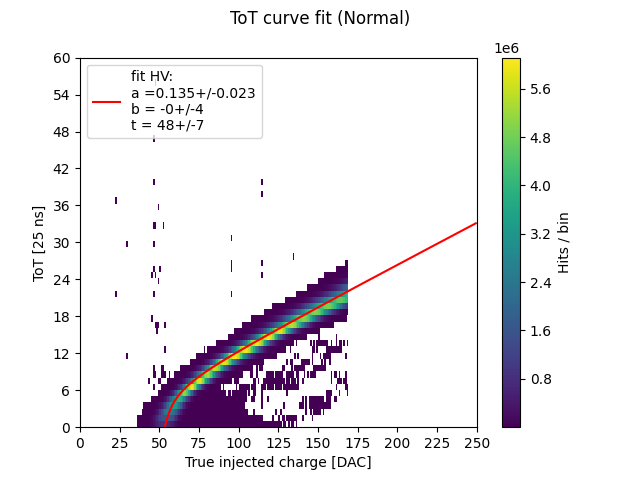 ToT curve fit (Normal)
1e6
fit HV:
a =0.135+/-0.023
b = -0+/-4
t = 48+/-7
60
54
48
42
36
30
24
18
12
6
0
ToT [25 ns]
0 25 50 75 100 125 150 175 200 225 250
True injected charge [DAC]
5.6
4.8
4.0
3.2
2.4
1.6
0.8
Hits / bin